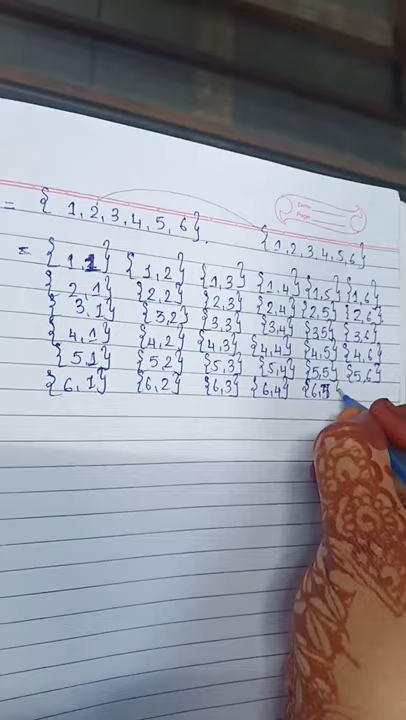 = { 1, 2, 3, 4, 5, 6}. { 1, 2, 3, 4, 5, 6}
Date:
Page:
= { 1, 1} {1, 2} {1, 3} {1, 4} {1, 5} {1, 6}
{ 2, 1} {2, 2} {2, 3} {2, 4} {2, 5} {2, 6}
{ 3, 1} {3, 2} {3, 3} {3, 4} {3 5} {3, 6}
{ 4, 1} {4, 2} {4, 3} {4, 4} {4, 5} {4, 6}
{ 5 1} {5 2} {5, 3} {5, 4} {5, 5} {5, 6}
{ 6, 1} {6, 2} {6, 3} {6, 4} {6,